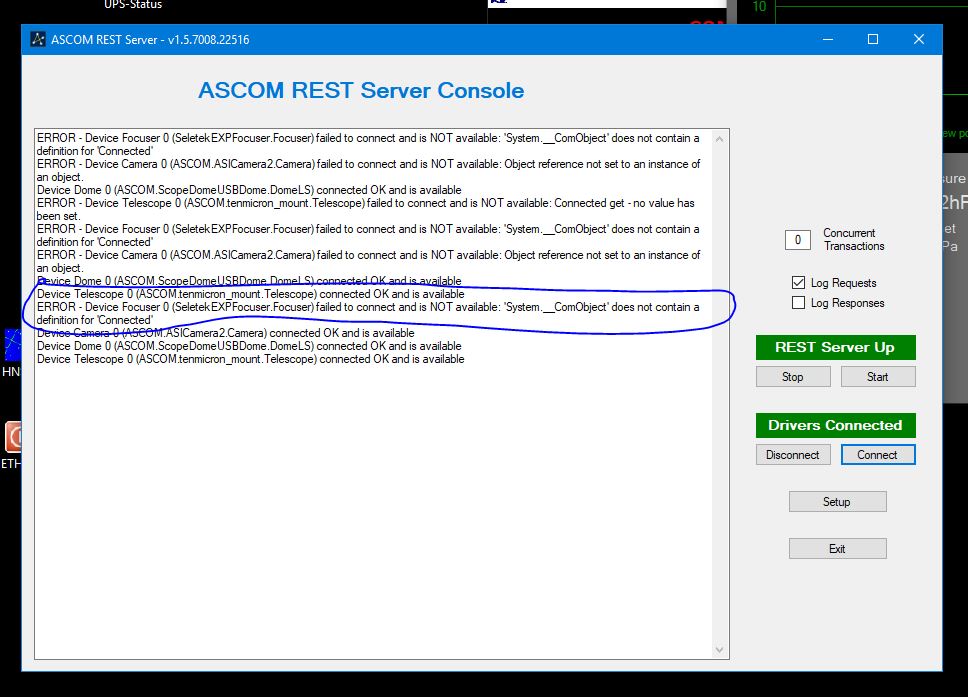 UPS-Status
10
ASCOM REST Server - v1.5.7008.22516
ASCOM REST Server Console
ERROR - Device Focuser 0 (SeletekEXPFocuser.Focuser) failed to connect and is NOT available: 'System.__ComObject' does not contain a
definition for 'Connected'
ERROR - Device Camera 0 (ASCOM.ASICamera2.Camera) failed to connect and is NOT available: Object reference not set to an instance of
an object.
Device Dome 0 (ASCOM.ScopeDomeUSBDome.DomeLS) connected OK and is available
ERROR - Device Telescope 0 (ASCOM.tenmicron_mount.Telescope) failed to connect and is NOT available: Connected get - no value has
been set.
ERROR - Device Focuser 0 (SeletekEXPFocuser.Focuser) failed to connect and is NOT available: 'System.__ComObject' does not contain a
definition for 'Connected'
ERROR - Device Camera 0 (ASCOM.ASICamera2.Camera) failed to connect and is NOT available: Object reference not set to an instance of
an object.
Device Dome 0 (ASCOM.ScopeDomeUSBDome.DomeLS) connected OK and is available
Device Telescope 0 (ASCOM.tenmicron_mount.Telescope) connected OK and is available
ERROR - Device Focuser 0 (SeletekEXPFocuser.Focuser) failed to connect and is NOT available: 'System.__ComObject' does not contain a
definition for 'Connected'
Device Camera 0 (ASCOM.ASICamera2.Camera) connected OK and is available
Device Dome 0 (ASCOM.ScopeDomeUSBDome.DomeLS) connected OK and is available
Device Telescope 0 (ASCOM.tenmicron_mount.Telescope) connected OK and is available
0
Concurrent
Transactions
Log Requests
Log Responses
REST Server Up
Stop
Start
Drivers Connected
Disconnect
Connect
Setup
Exit
HN
ETH
ew po
sure
2hF
et
Pa